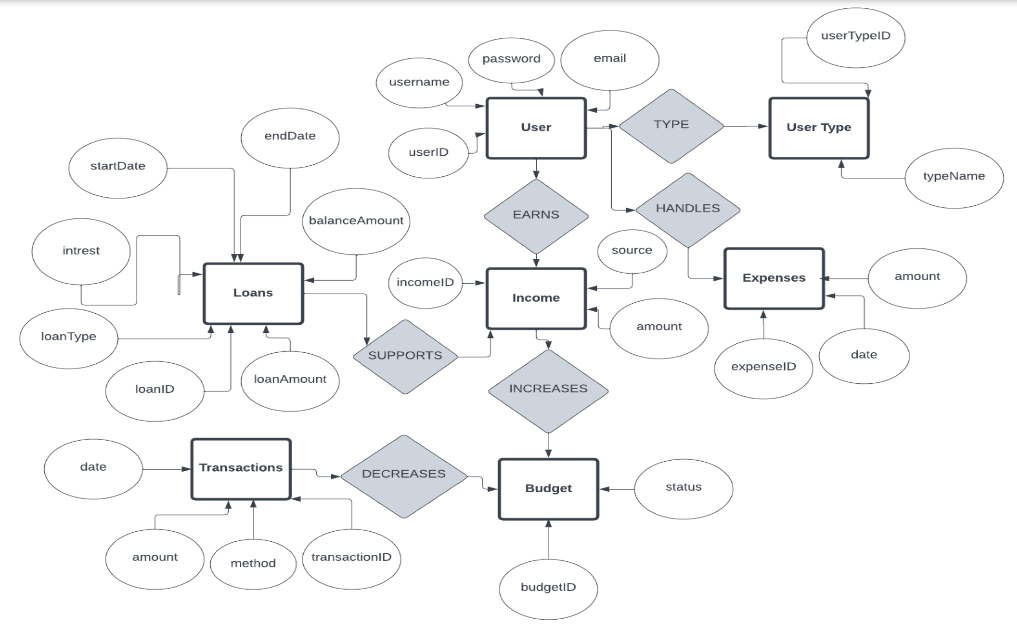 userTypeID
password
email
username
User
TYPE
User Type
endDate
userID
startDate
typeName
HANDLES
EARNS
balanceAmount
intrest
source
incomeID
Loans
Income
Expenses
amount
amount
loanType
SUPPORTS
date
expenseID
loanID
loanAmount
INCREASES
date
Transactions
DECREASES
Budget
status
amount
method
transactionID
budgetID